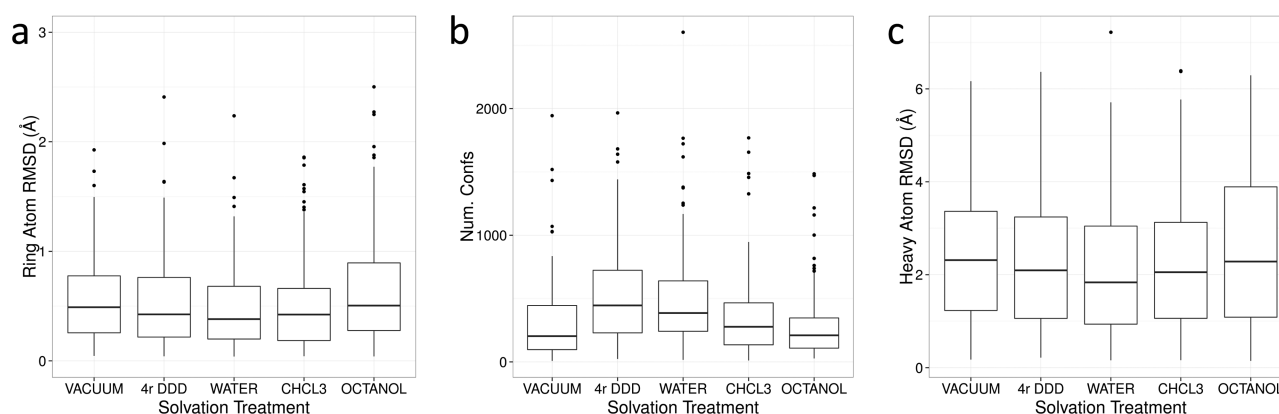 a
3
2
1
0
Ring Atom RMSD (Å)
VACUUM 4r DDD WATER CHCL3 OCTANOL
Solvation Treatment
b
2000
1000
0
Num. Confs
VACUUM 4r DDD WATER CHCL3 OCTANOL
Solvation Treatment
c
6
4
2
0
Heavy Atom RMSD (Å)
VACUUM 4r DDD WATER CHCL3 OCTANOL
Solvation Treatment